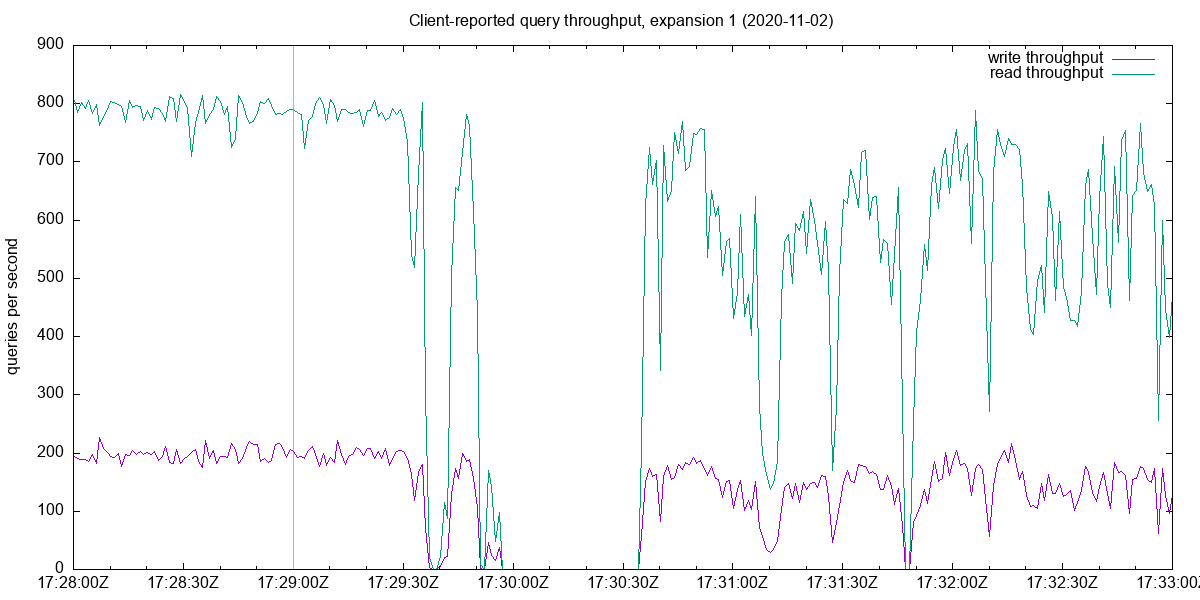 Client-reported query throughput, expansion 1 (2020-11-02)
900
800
700
600
500
400
300
200
100
0
queries per second
write throughput
read throughput
17:28:00Z 17:28:30Z 17:29:00Z 17:29:30Z 17:30:00Z 17:30:30Z 17:31:00Z 17:31:30Z 17:32:00Z 17:32:30Z 17:33:00Z